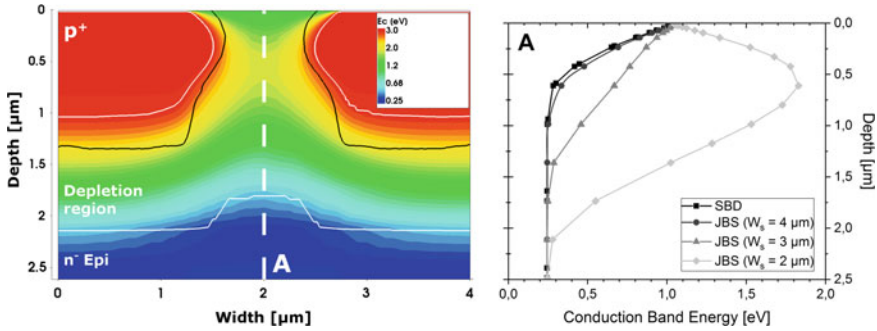 p+
Ec (eV)
3.0
2.0
1.2
0.68
0.25
Depletion
region
n- Epi
A
Depth [µm]
0
0.5
1
1.5
2
2.5
0 1 2 3 4
Width [µm]
A
SBD
JBS (Ws = 4 µm)
JBS (Ws = 3 µm)
JBS (Ws = 2 µm)
0,0
0,5
1,0
1,5
2,0
2,5
Depth [µm]
0,0 0,5 1,0 1,5 2,0
Conduction Band Energy [eV]